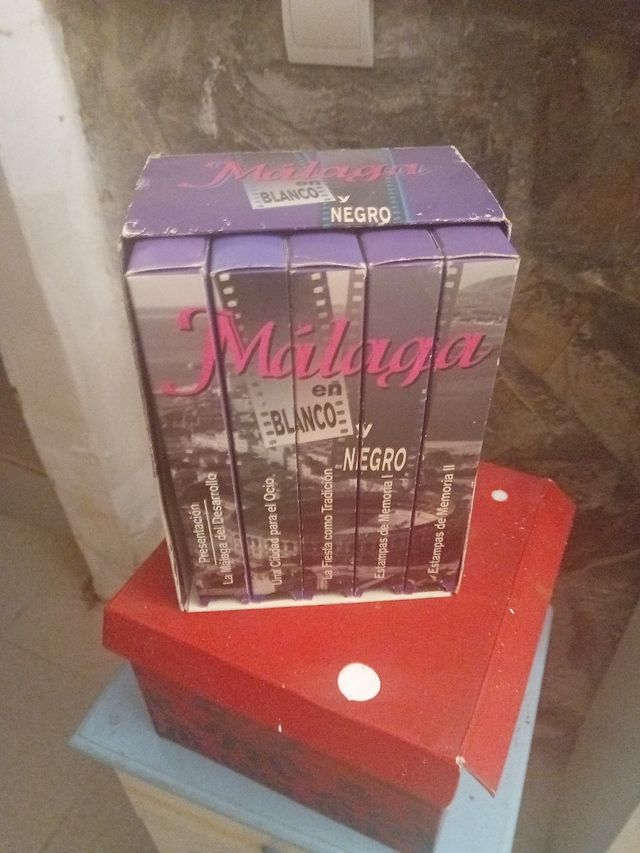 Málaga
en
BLANCO
Y
NEGRO
Málaga
en
BLANCO
y
NEGRO
Presentación
La Málaga del Desarrollo
Una Ciudad para el Ocio
La Fiesta como Tradición
Estampas de Memoria I
Estampas de Memoria II